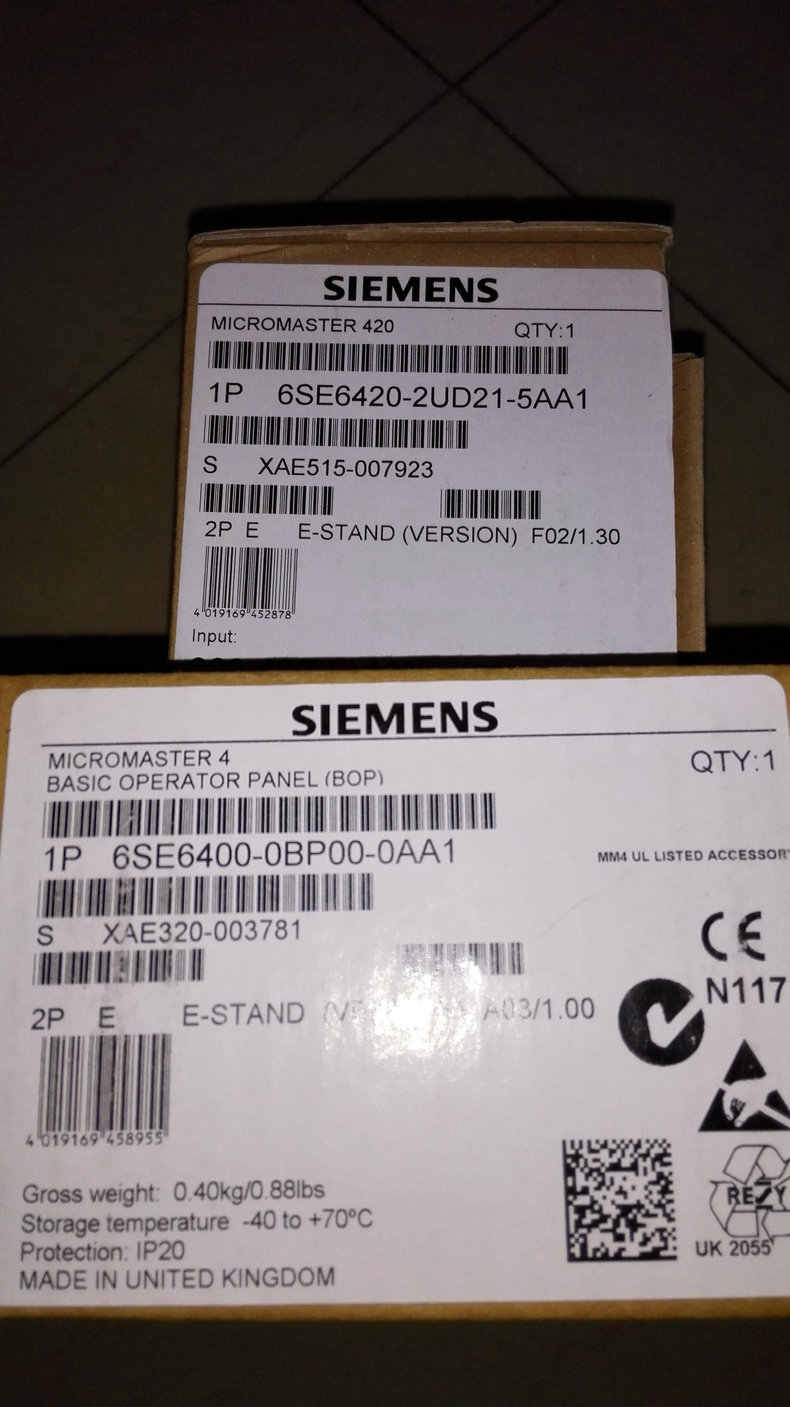 SIEMENS
MICROMASTER 420 QTY:1
1P 6SE6420-2UD21-5AA1
S XAE515-007923
2P E E-STAND (VERSION) F02/1.30
4 019169 452878
Input:
SIEMENS
MICROMASTER 4 QTY:1
BASIC OPERATOR PANEL (BOP)
1P 6SE6400-0BP00-0AA1
MM4 UL LISTED ACCESSORY
S XAE320-003781
CE
N117
2P E E-STAND A03/1.00
4 019169 458955
Gross weight: 0.40kg/0.88lbs
Storage temperature -40 to +70ºC
Protection: IP20
MADE IN UNITED KINGDOM
REZY
UK 2055